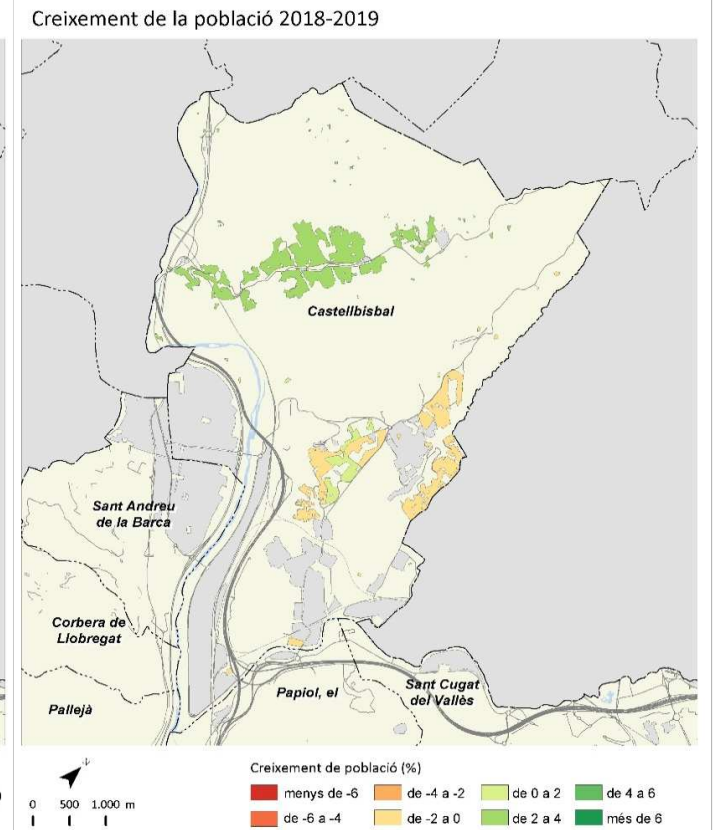 Creixement de la població 2018-2019
Castellbisbal
Sant Andreu
de la Barca
Corbera de
Llobregat
Pallejà
Papiol, el
Sant Cugat
del Vallès
0 500 1.000 m
Creixement de població (%)
menys de -6
de -4 a -2
de 0 a 2
de 4 a 6
de -6 a -4
de -2 a 0
de 2 a 4
més de 6